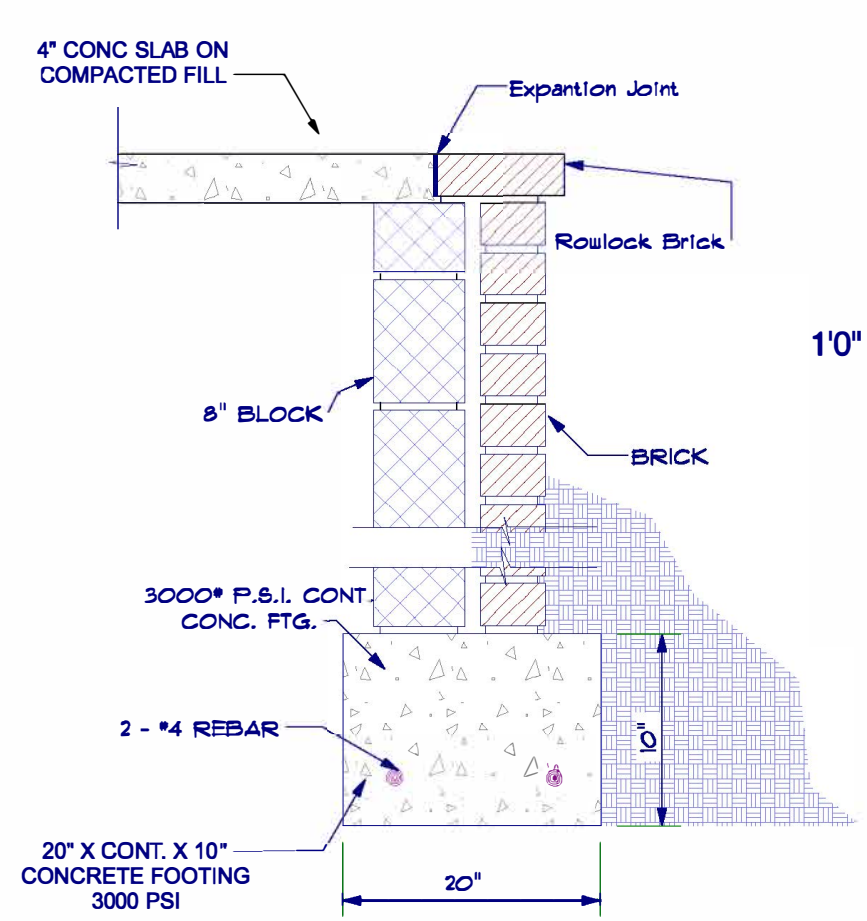 4" CONC SLAB ON
COMPACTED FILL
Expantion Joint
Rowlock Brick
1'0"
8" BLOCK
BRICK
3000# P.S.I. CONT.
CONC. FTG.
2 - #4 REBAR
10"
20" X CONT. X 10"
CONCRETE FOOTING
3000 PSI
20"